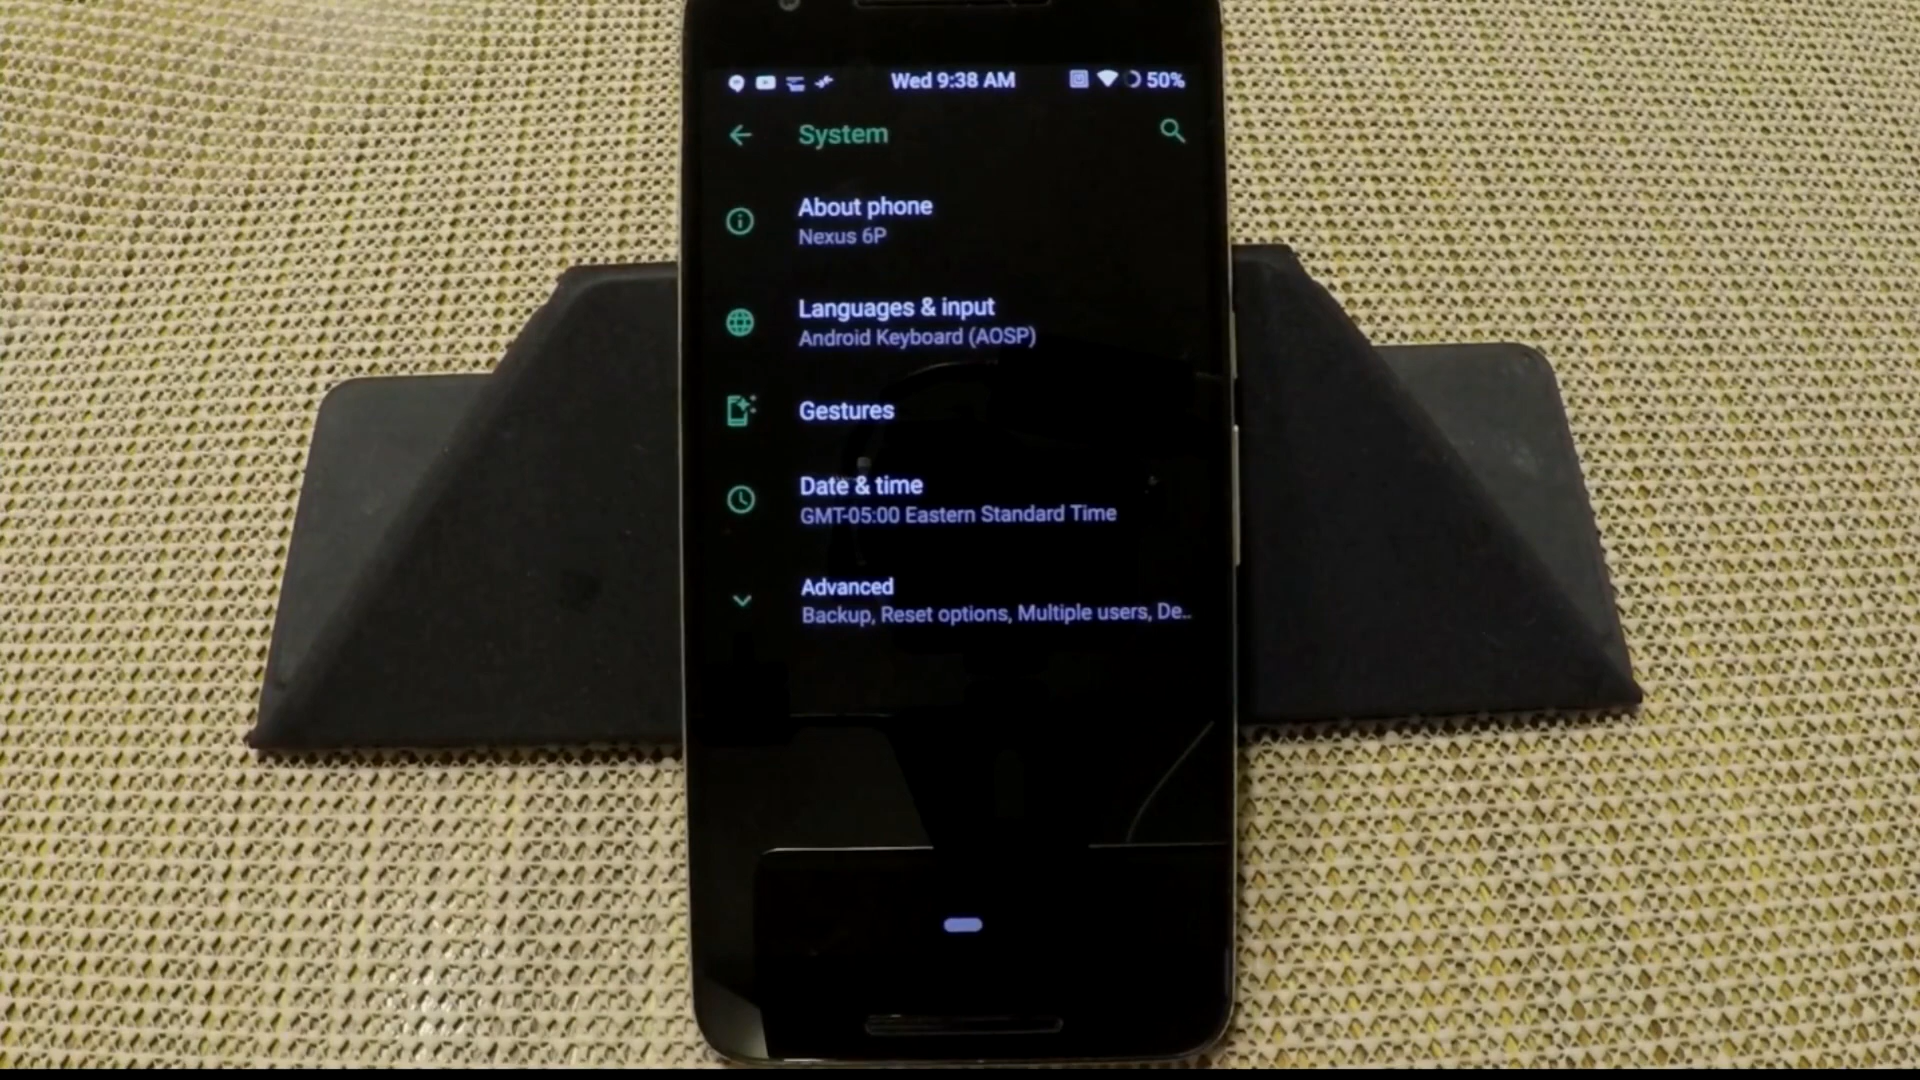 Wed 9:38 AM
50%
System
About phone
Nexus 6P
Languages & input
Android Keyboard (AOSP)
Gestures
Date & time
GMT-05:00 Eastern Standard Time
Advanced
Backup, Reset options, Multiple users, De..